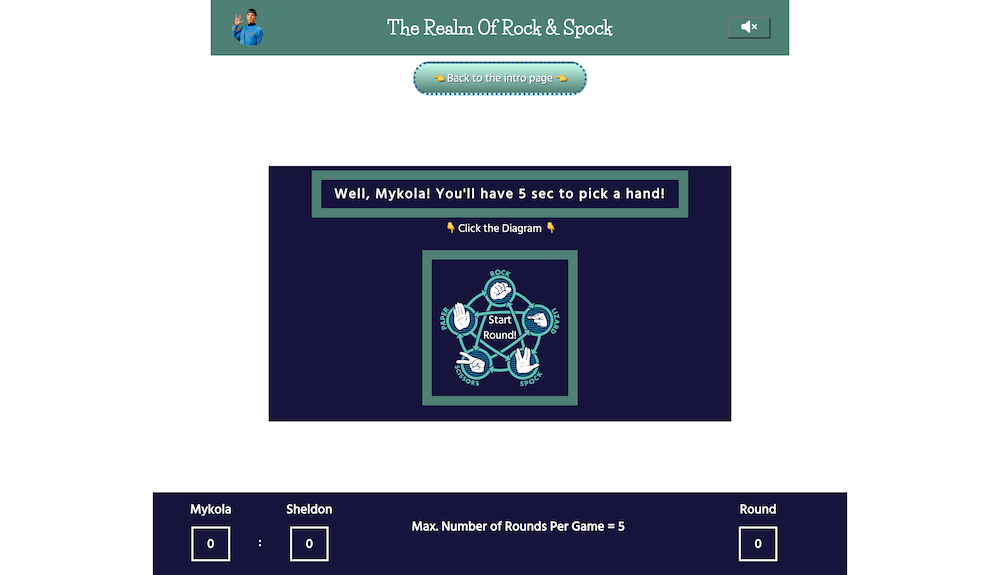 The Realm Of Rock & Spock
👈 Back to the intro page 👈
Well, Mykola! You'll have 5 sec to pick a hand!
👇 Click the Diagram 👇
ROCK
PAPER
LIZARD
Start
Round!
SCISSORS
SPOCK
Mykola
Sheldon
Max. Number of Rounds Per Game = 5
Round
0 : 0
0